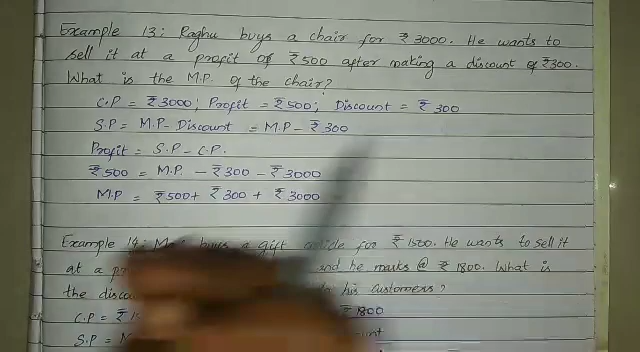 Example 13: Raghu buys a chair for ₹3000. He wants to
sell it at a profit of ₹500 after making a discount of ₹300.
What is the M.P. of the chair?
C.P = ₹3000; Profit = ₹500; Discount = ₹300
S.P = M.P - Discount = M.P - ₹300
Profit = S.P - C.P.
₹500 = M.P. - ₹300 - ₹3000
M.P = ₹500 + ₹300 + ₹3000
Example 14: buys a gift article for ₹1500. He wants to sell it
at a and he marks @ ₹1800. What is
the his customers?
C.P = ₹ ₹1800
S.P =